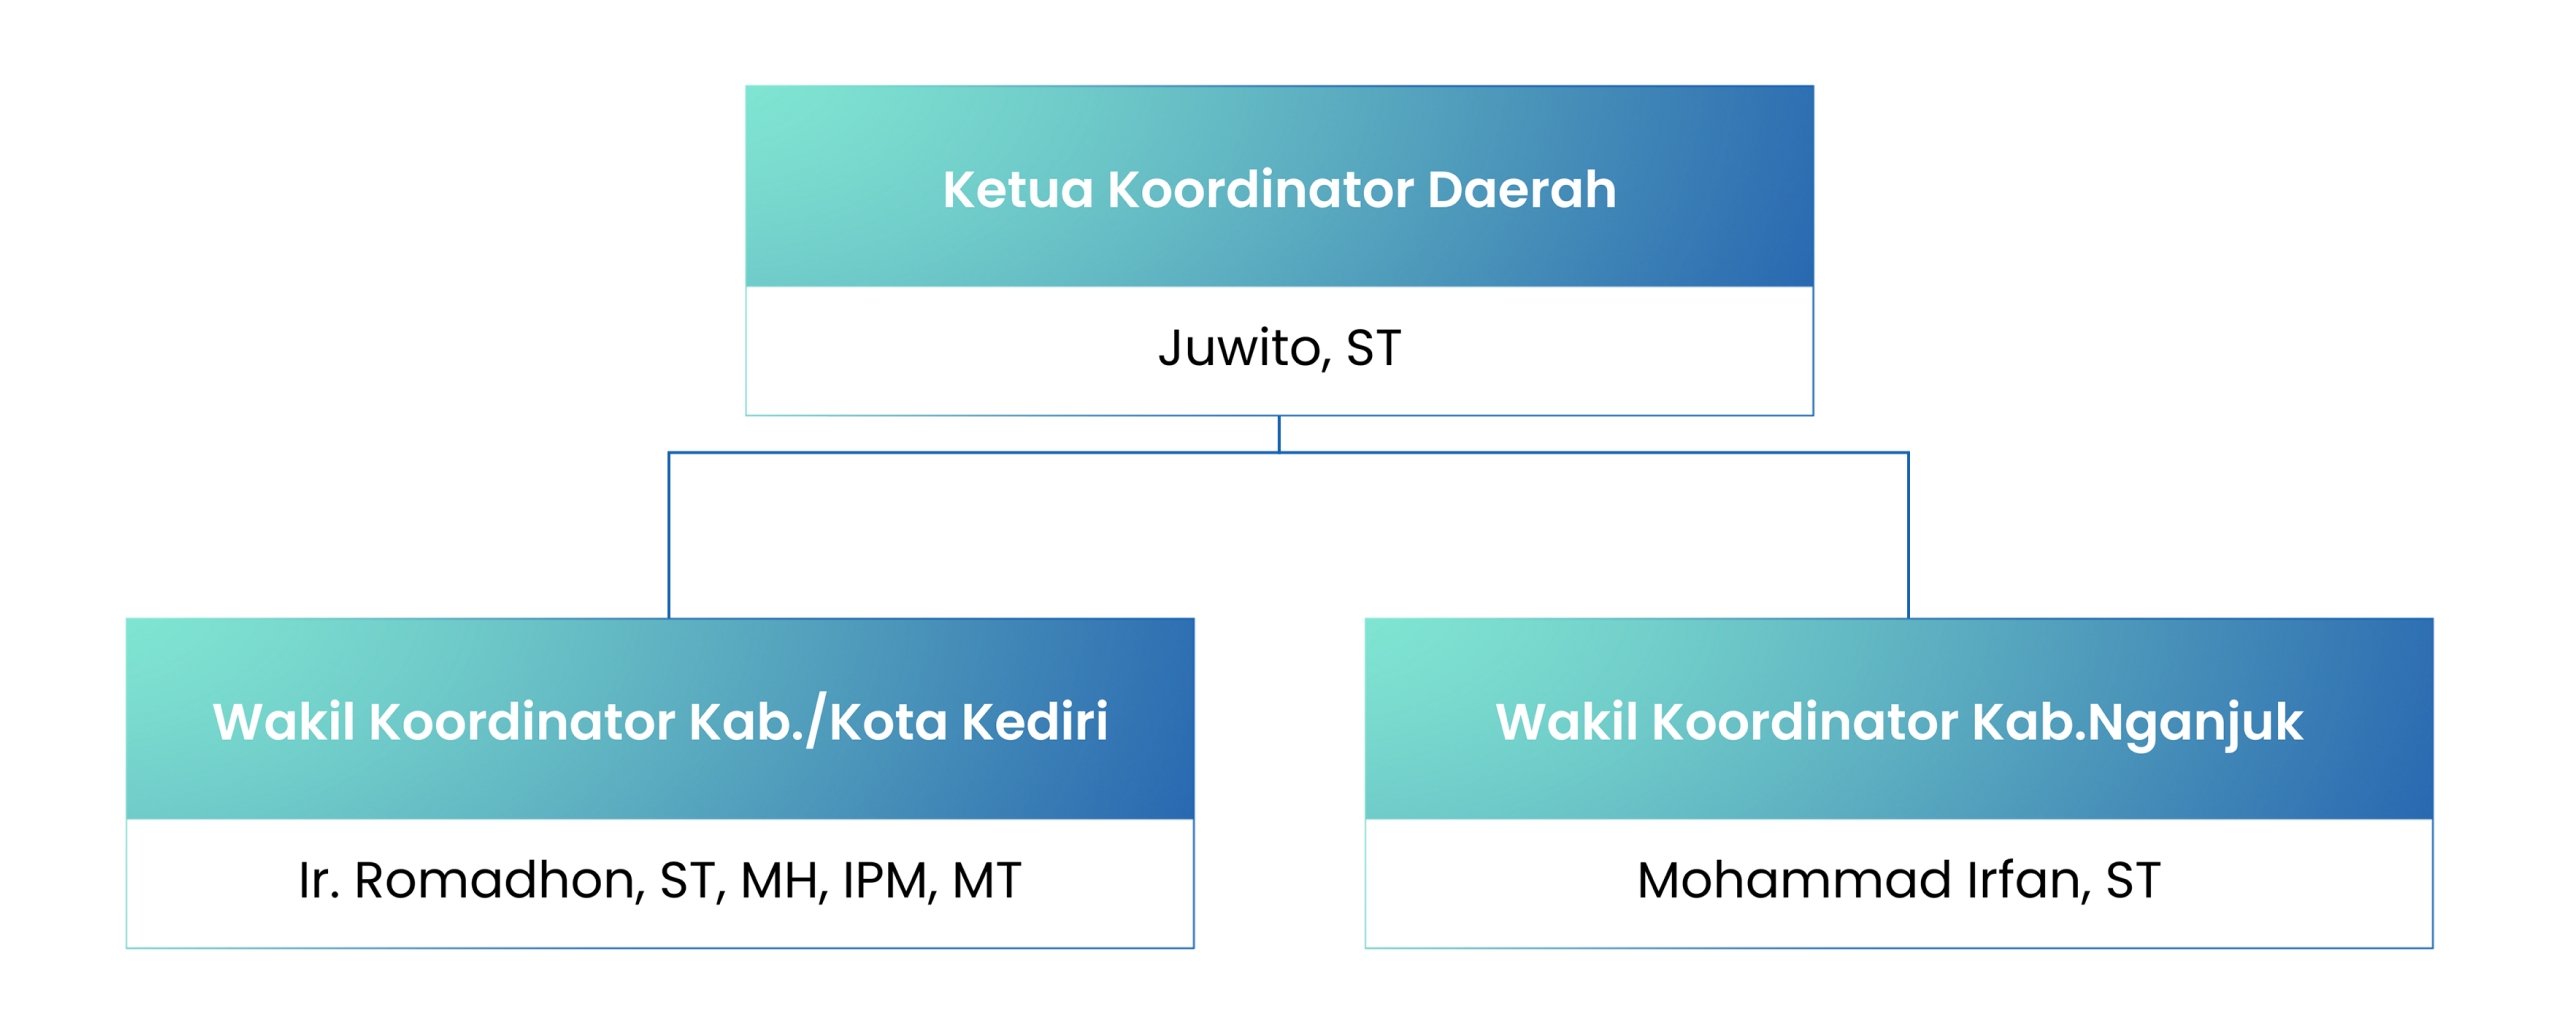 Ketua Koordinator Daerah
Juwito, ST
Wakil Koordinator Kab./Kota Kediri
Ir. Romadhon, ST, MH, IPM, MT
Wakil Koordinator Kab.Nganjuk
Mohammad Irfan, ST